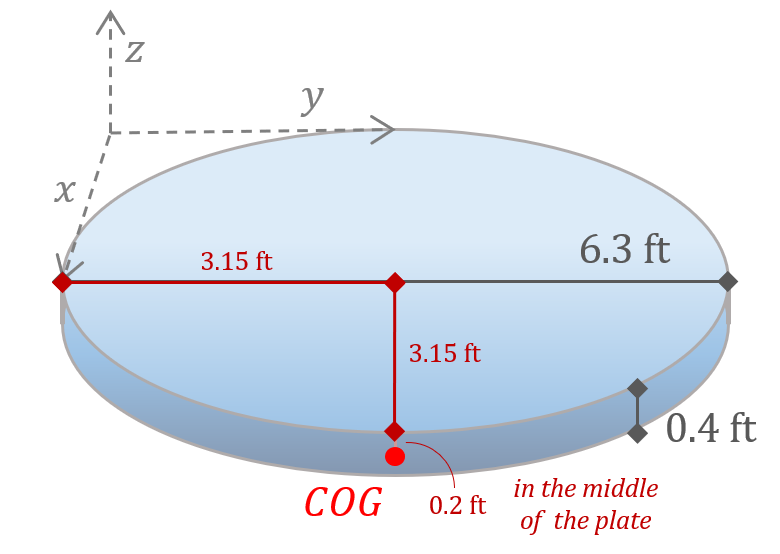 z
y
x
3.15 ft
6.3 ft
3.15 ft
0.4 ft
COG
0.2 ft
in the middle
of the plate